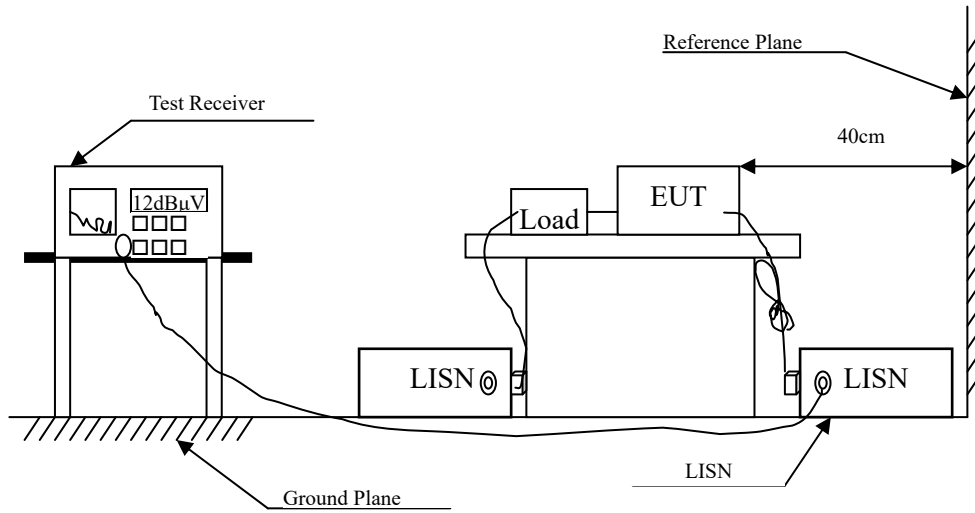 Reference Plane
Test Receiver
40cm
12dBµV
EUT
Load
LISN
LISN
LISN
Ground Plane